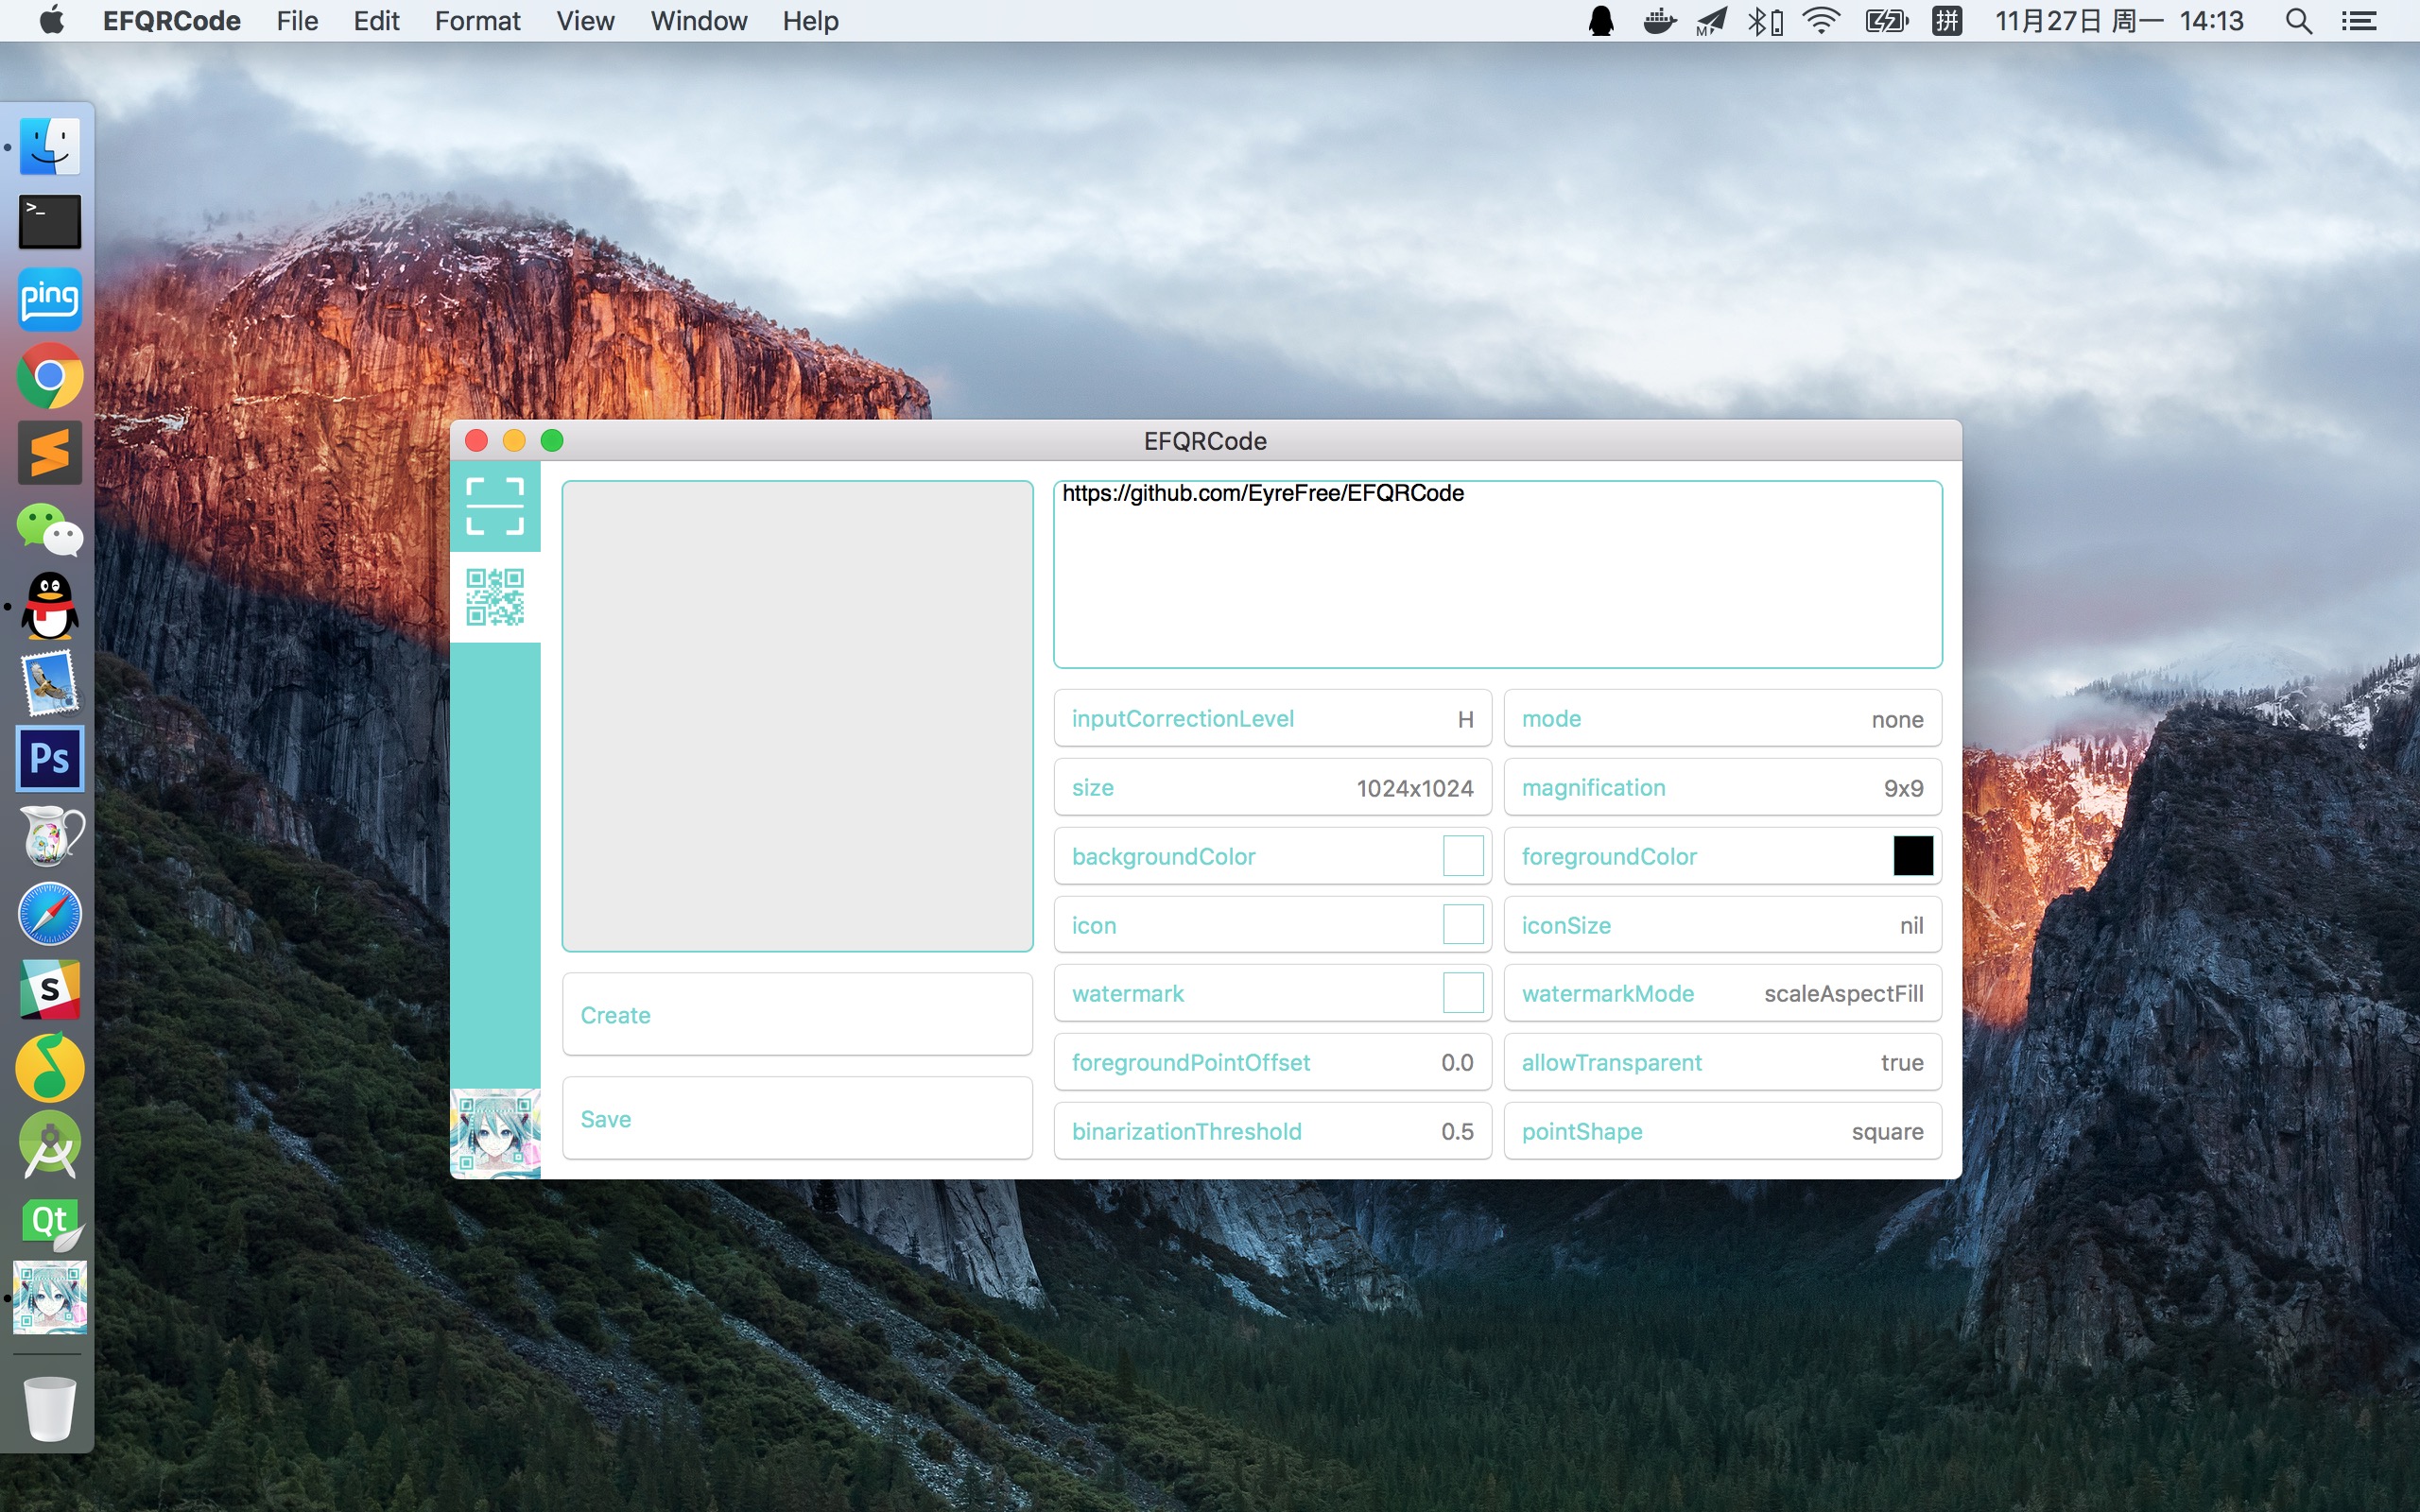 EFQRCode File Edit Format View Window Help 拼 11月27日 周一 14:13
>_
ping
Ps
S
Qt
EFQRCode
https://github.com/EyreFree/EFQRCode
inputCorrectionLevel H
mode none
size 1024x1024
magnification 9x9
backgroundColor
foregroundColor
icon
iconSize nil
watermark
watermarkMode scaleAspectFill
foregroundPointOffset 0.0
allowTransparent true
binarizationThreshold 0.5
pointShape square
Create
Save